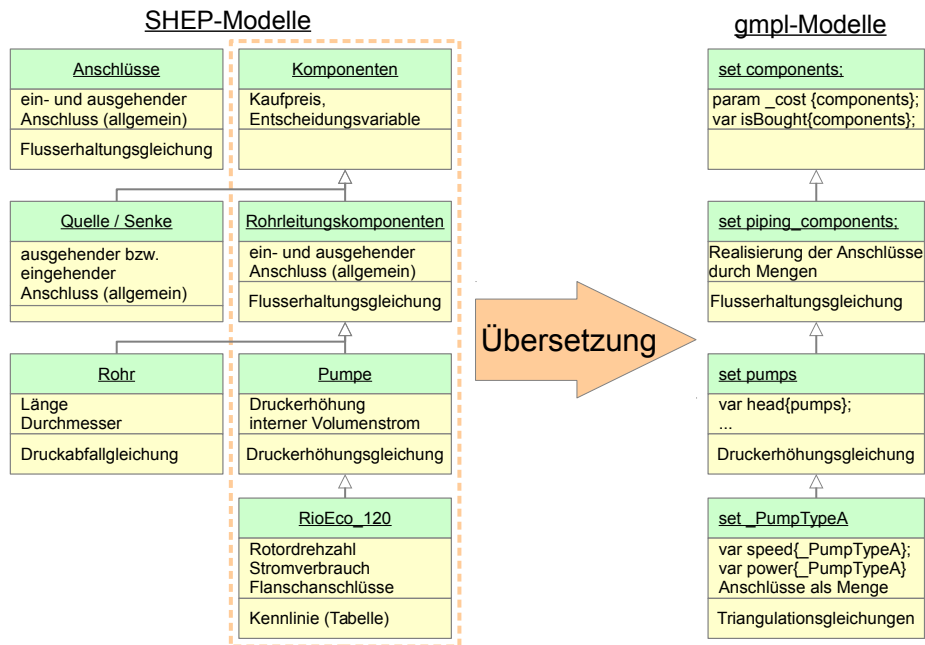 SHEP-Modelle
Anschlüsse
ein- und ausgehender
Anschluss (allgemein)
Flusserhaltungsgleichung
Komponenten
Kaufpreis,
Entscheidungsvariable
Quelle / Senke
ausgehender bzw.
eingehender
Anschluss (allgemein)
Rohrleitungskomponenten
ein- und ausgehender
Anschluss (allgemein)
Flusserhaltungsgleichung
Rohr
Länge
Durchmesser
Druckabfallgleichung
Pumpe
Druckerhöhung
interner Volumenstrom
Druckerhöhungsgleichung
RioEco_120
Rotordrehzahl
Stromverbrauch
Flanschanschlüsse
Kennlinie (Tabelle)
Übersetzung
gmpl-Modelle
set components;
param _cost {components};
var isBought{components};
set piping_components;
Realisierung der Anschlüsse
durch Mengen
Flusserhaltungsgleichung
set pumps
var head{pumps};
...
Druckerhöhungsgleichung
set _PumpTypeA
var speed{_PumpTypeA};
var power{_PumpTypeA}
Anschlüsse als Menge
Triangulationsgleichungen